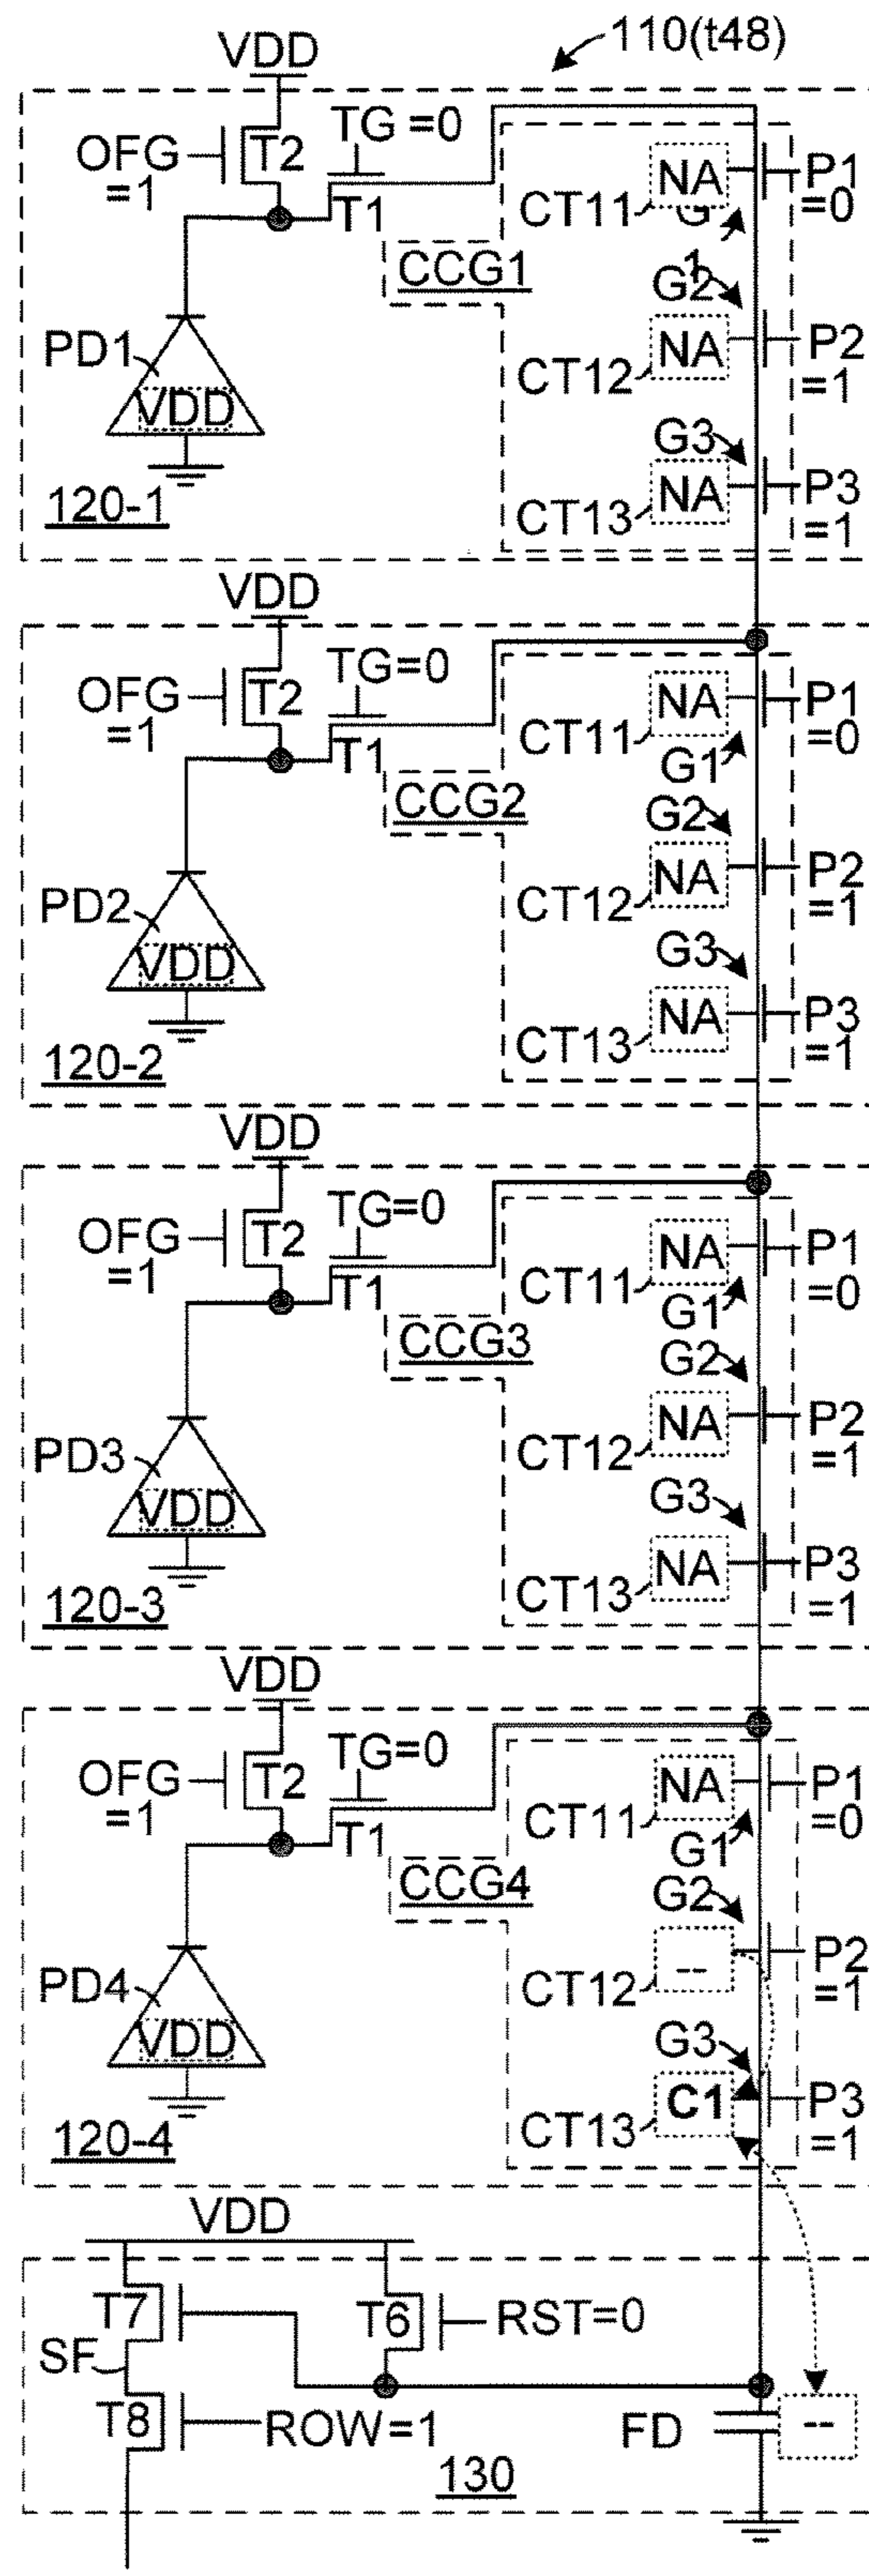 110(t48)
VDD
OFG
=1
T2
TG =0
T1
CCG1
CT11
NA
G
1
P1
=0
G2
CT12
NA
P2
=1
G3
CT13
NA
P3
=1
PD1
VDD
120-1
VDD
OFG
=1
T2
TG=0
T1
CCG2
CT11
NA
G1
P1
=0
G2
CT12
NA
P2
=1
G3
CT13
NA
P3
=1
PD2
VDD
120-2
VDD
OFG
=1
T2
TG=0
T1
CCG3
CT11
NA
G1
P1
=0
G2
CT12
NA
P2
=1
G3
CT13
NA
P3
=1
PD3
VDD
120-3
VDD
OFG
=1
T2
TG=0
T1
CCG4
CT11
NA
G1
P1
=0
G2
CT12
--
P2
=1
G3
CT13
C1
P3
=1
PD4
VDD
120-4
VDD
T7
T6
RST=0
SF
T8
ROW=1
FD
--
130